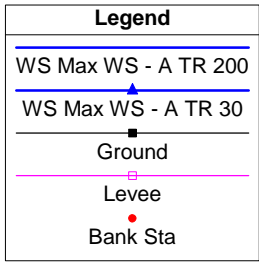 Legend
WS Max WS - A TR 200
WS Max WS - A TR 30
Ground
Levee
Bank Sta